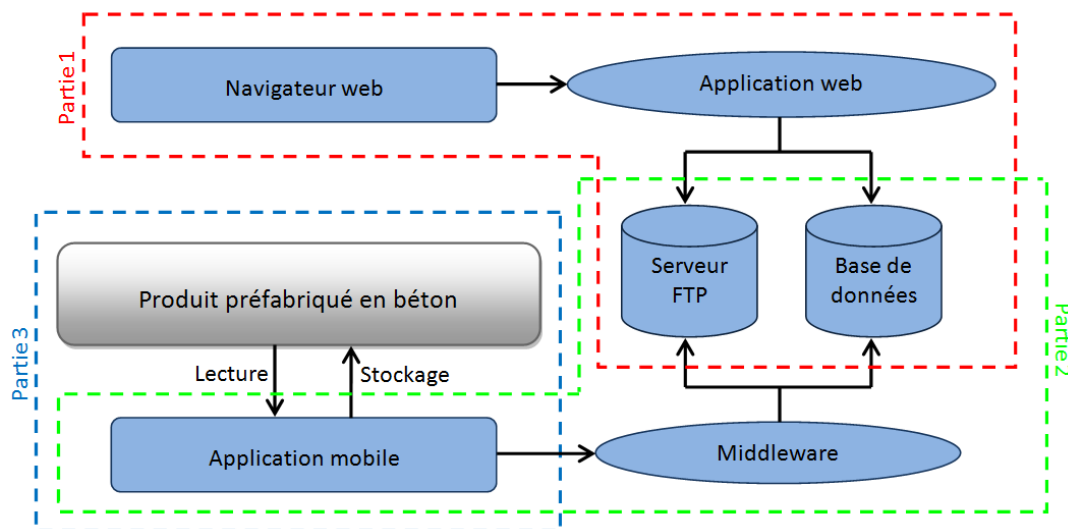 Partie 1
Navigateur web
Application web
Serveur
FTP
Base de
données
Partie 2
Partie 3
Produit préfabriqué en béton
Lecture
Stockage
Application mobile
Middleware